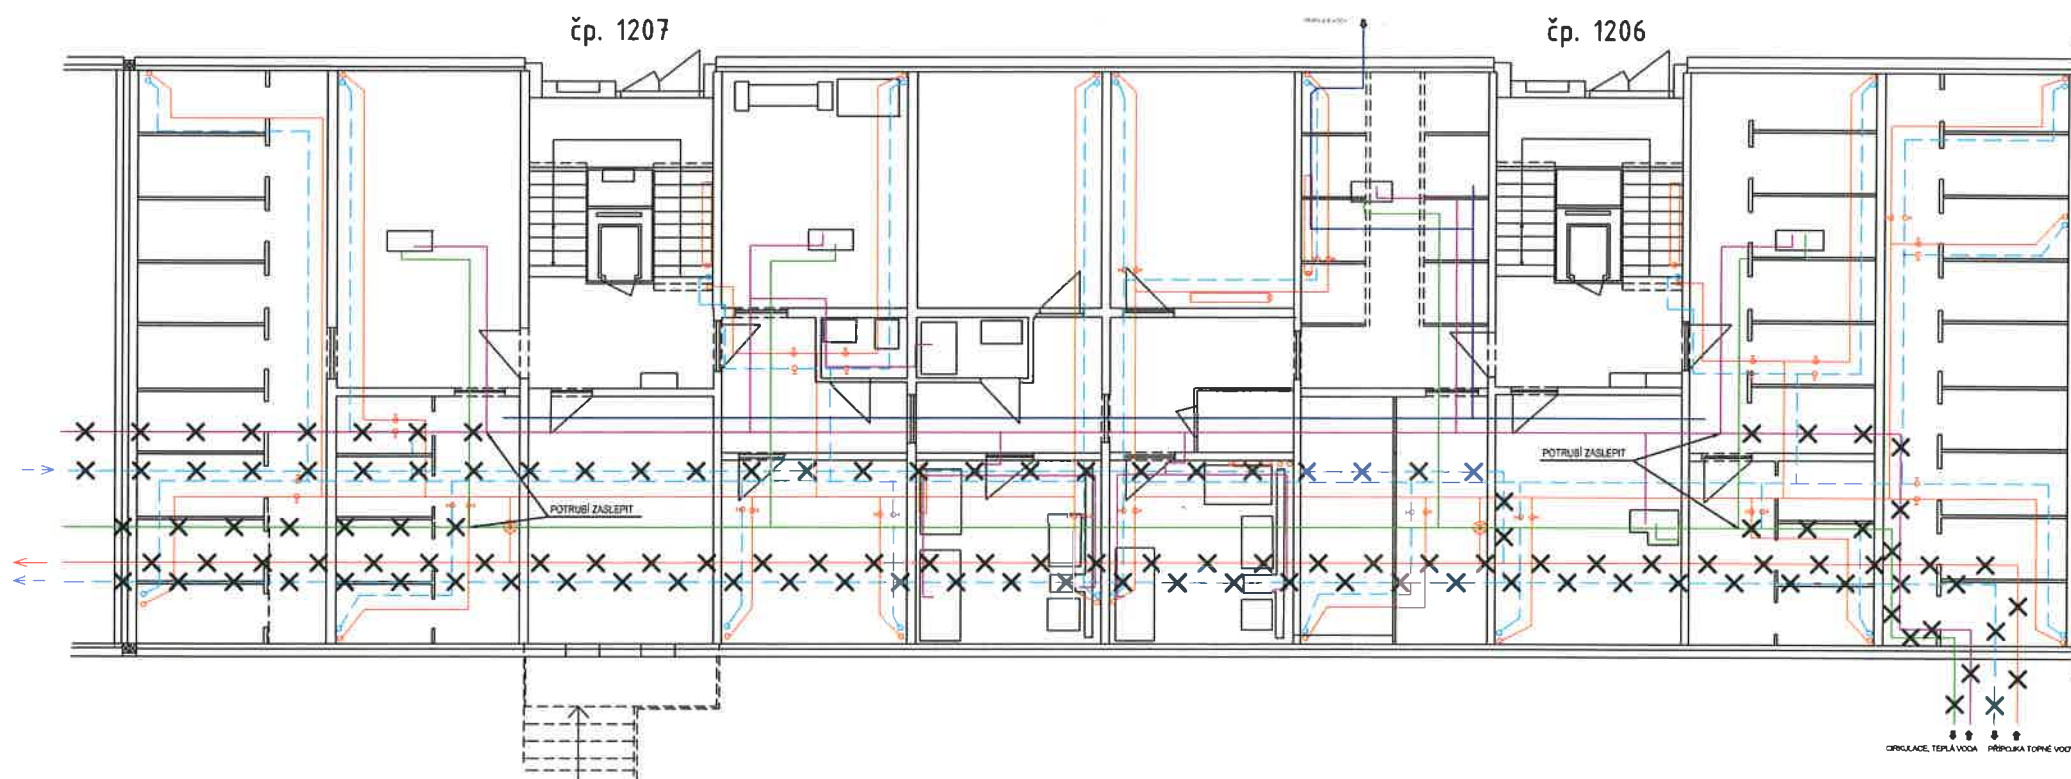 čp. 1207
čp. 1206
POTRUBÍ ZASLEPIT
POTRUBÍ ZASLEPIT
CIRKULACE, TEPLÁ VODA
PŘÍPOJKA TOPNÉ VODY